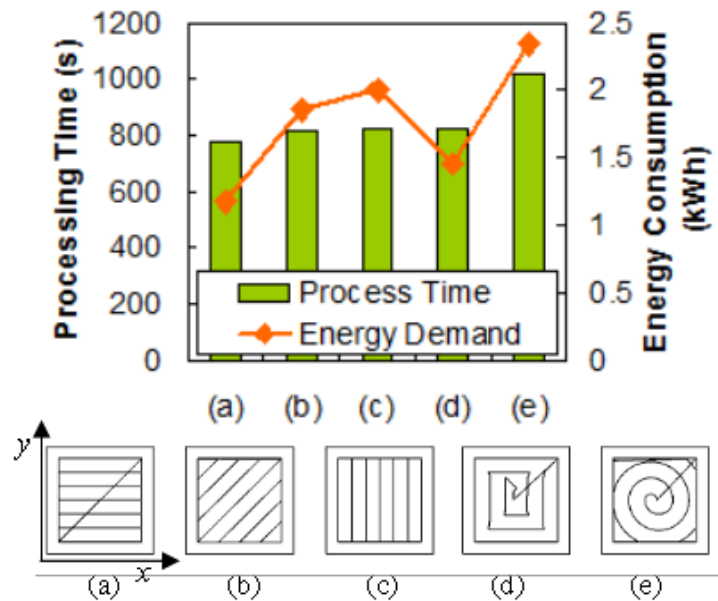 Processing Time (s)
1200
1000
800
600
400
200
0
2.5
2
1.5
1
0.5
0
Energy Consumption
(kWh)
Process Time
Energy Demand
(a) (b) (c) (d) (e)
y
x
(a) (b) (c) (d) (e)